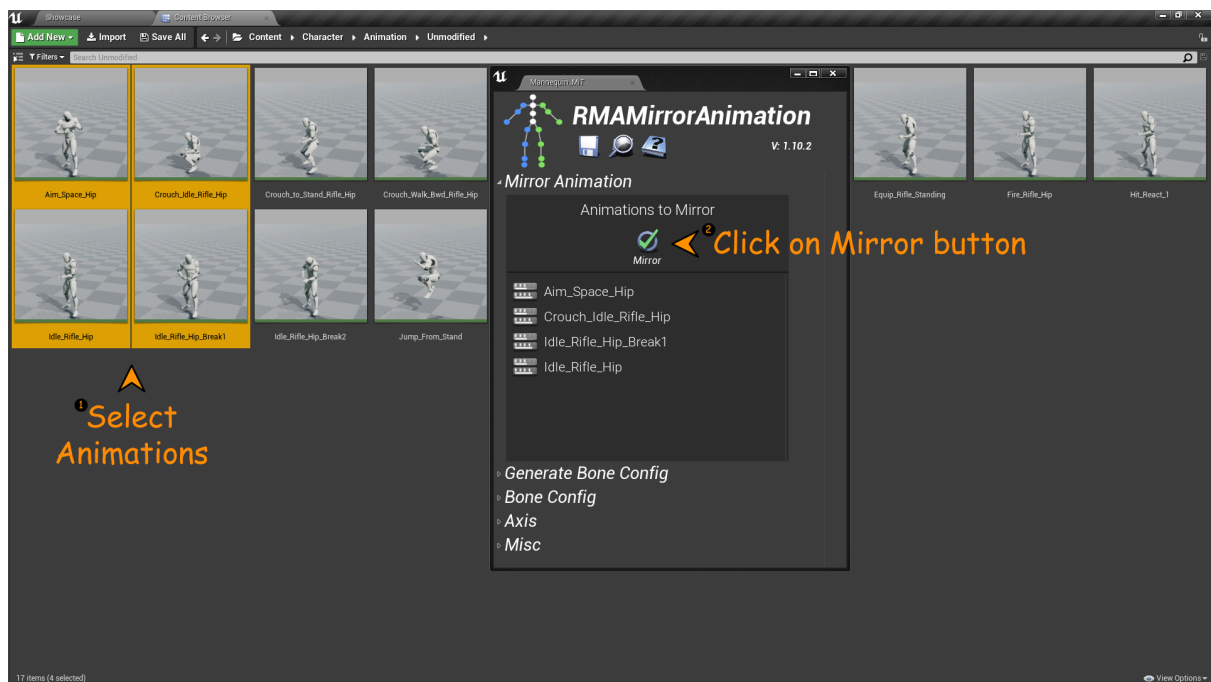 Showcase
Content Browser
Add New
Import
Save All
Content
Character
Animation
Unmodified
Filters
Search Unmodified
Mannequin_MiT
RMAMirrorAnimation
V: 1.10.2
Mirror Animation
Animations to Mirror
Mirror
2
Click on Mirror button
Aim_Space_Hip
Crouch_Idle_Rifle_Hip
Idle_Rifle_Hip_Break1
Idle_Rifle_Hip
Generate Bone Config
Bone Config
Axis
Misc
Aim_Space_Hip
Crouch_Idle_Rifle_Hip
Crouch_to_Stand_Rifle_Hip
Crouch_Walk_Bwd_Rifle_Hip
Equip_Rifle_Standing
Fire_Rifle_Hip
Hit_React_1
Idle_Rifle_Hip
Idle_Rifle_Hip_Break1
Idle_Rifle_Hip_Break2
Jump_From_Stand
1
Select
Animations
17 items (4 selected)
View Options